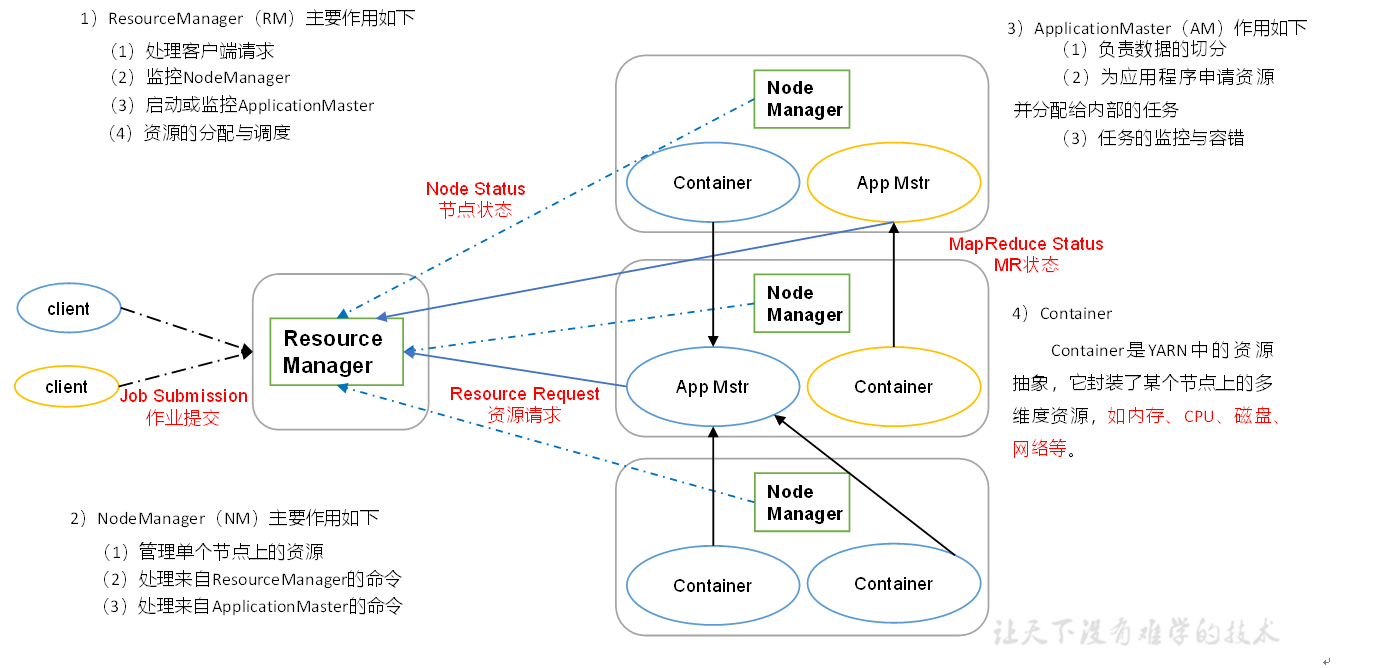 1）ResourceManager（RM）主要作用如下
（1）处理客户端请求
（2）监控NodeManager
（3）启动或监控ApplicationMaster
（4）资源的分配与调度
3）ApplicationMaster（AM）作用如下
（1）负责数据的切分
（2）为应用程序申请资源
并分配给内部的任务
（3）任务的监控与容错
Node
Manager
Container
App Mstr
Node Status
节点状态
MapReduce Status
MR状态
client
client
Job Submission
作业提交
Resource
Manager
Resource Request
资源请求
Node
Manager
App Mstr
Container
4）Container
Container是YARN中的资源
抽象，它封装了某个节点上的多
维度资源，如内存、CPU、磁盘、
网络等。
Node
Manager
Container
Container
2）NodeManager（NM）主要作用如下
（1）管理单个节点上的资源
（2）处理来自ResourceManager的命令
（3）处理来自ApplicationMaster的命令
让天下没有难学的技术